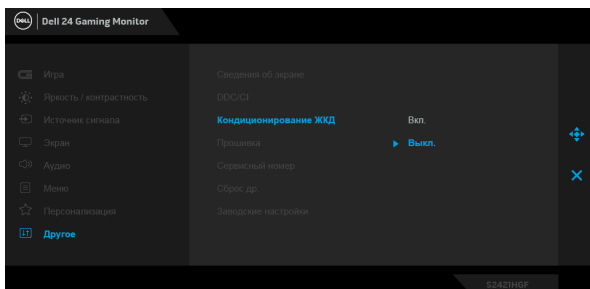 DELL Dell 24 Gaming Monitor
Игра
Яркость / контрастность
Источник сигнала
Экран
Аудио
Меню
Персонализация
Другое
Сведения об экране
DDC/CI
Кондиционирование ЖКД
Прошивка
Сервисный номер
Сброс др.
Заводские настройки
Вкл.
Выкл.
S2421HGF